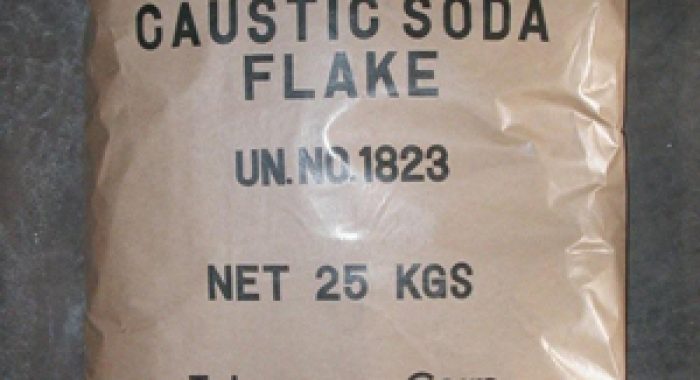 CAUSTIC SODA
FLAKE
UN.NO.1823
NET 25 KGS